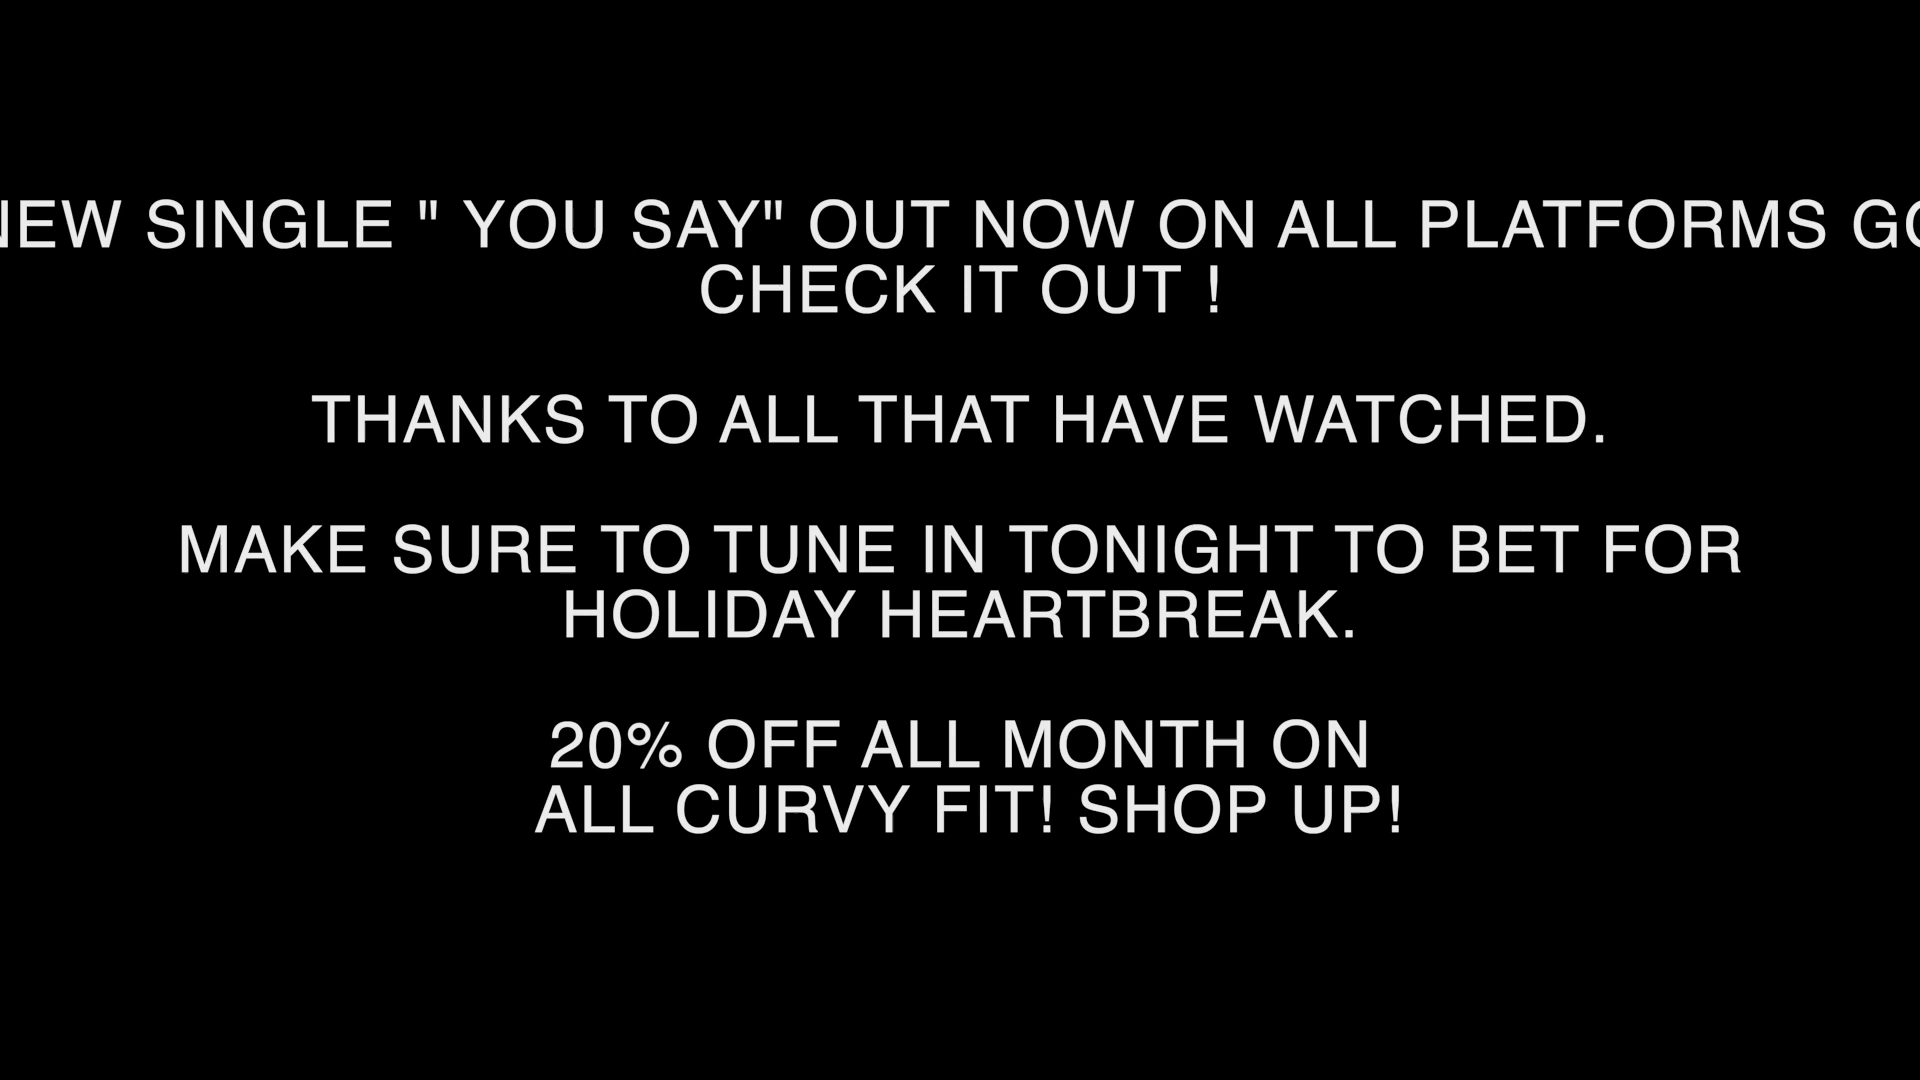 NEW SINGLE " YOU SAY" OUT NOW ON ALL PLATFORMS GO
CHECK IT OUT !
THANKS TO ALL THAT HAVE WATCHED.
MAKE SURE TO TUNE IN TONIGHT TO BET FOR
HOLIDAY HEARTBREAK.
20% OFF ALL MONTH ON
ALL CURVY FIT! SHOP UP!